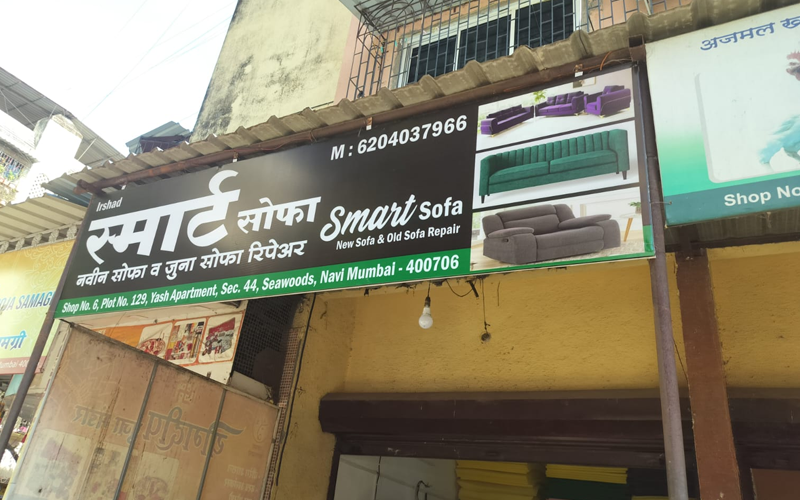 Irshad
M : 6204037966
स्मार्ट सोफा
Smart Sofa
New Sofa & Old Sofa Repair
नवीन सोफा व जुना सोफा रिपेअर
Shop No. 6, Plot No. 129, Yash Apartment, Sec. 44, Seawoods, Navi Mumbai - 400706
अजमल
Shop No